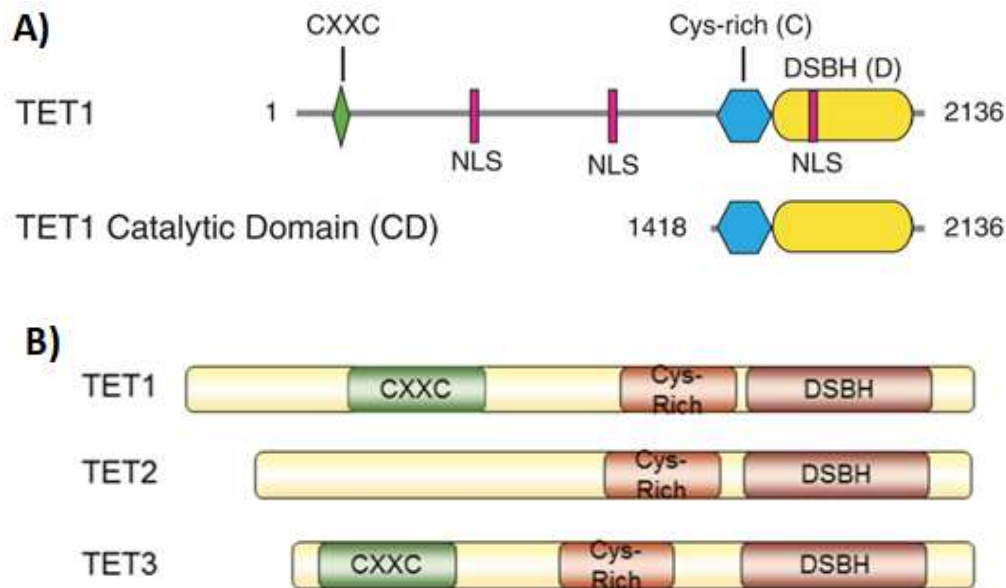 A)
CXXC
Cys-rich (C)
DSBH (D)
TET1
1
2136
NLS
NLS
NLS
TET1 Catalytic Domain (CD)
1418
2136
B)
TET1
CXXC
Cys-
Rich
DSBH
TET2
Cys-
Rich
DSBH
TET3
CXXC
Cys-
Rich
DSBH